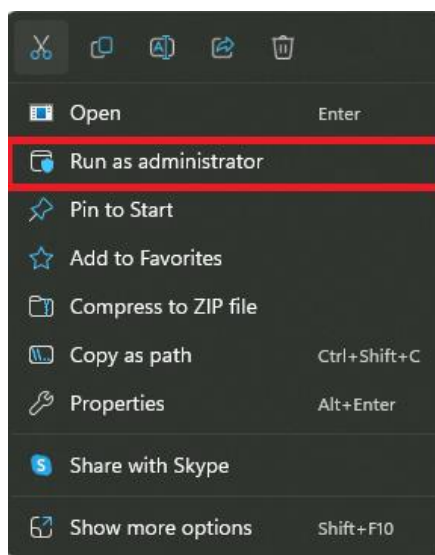 Open Enter
Run as administrator
Pin to Start
Add to Favorites
Compress to ZIP file
Copy as path Ctrl+Shift+C
Properties Alt+Enter
Share with Skype
Show more options Shift+F10